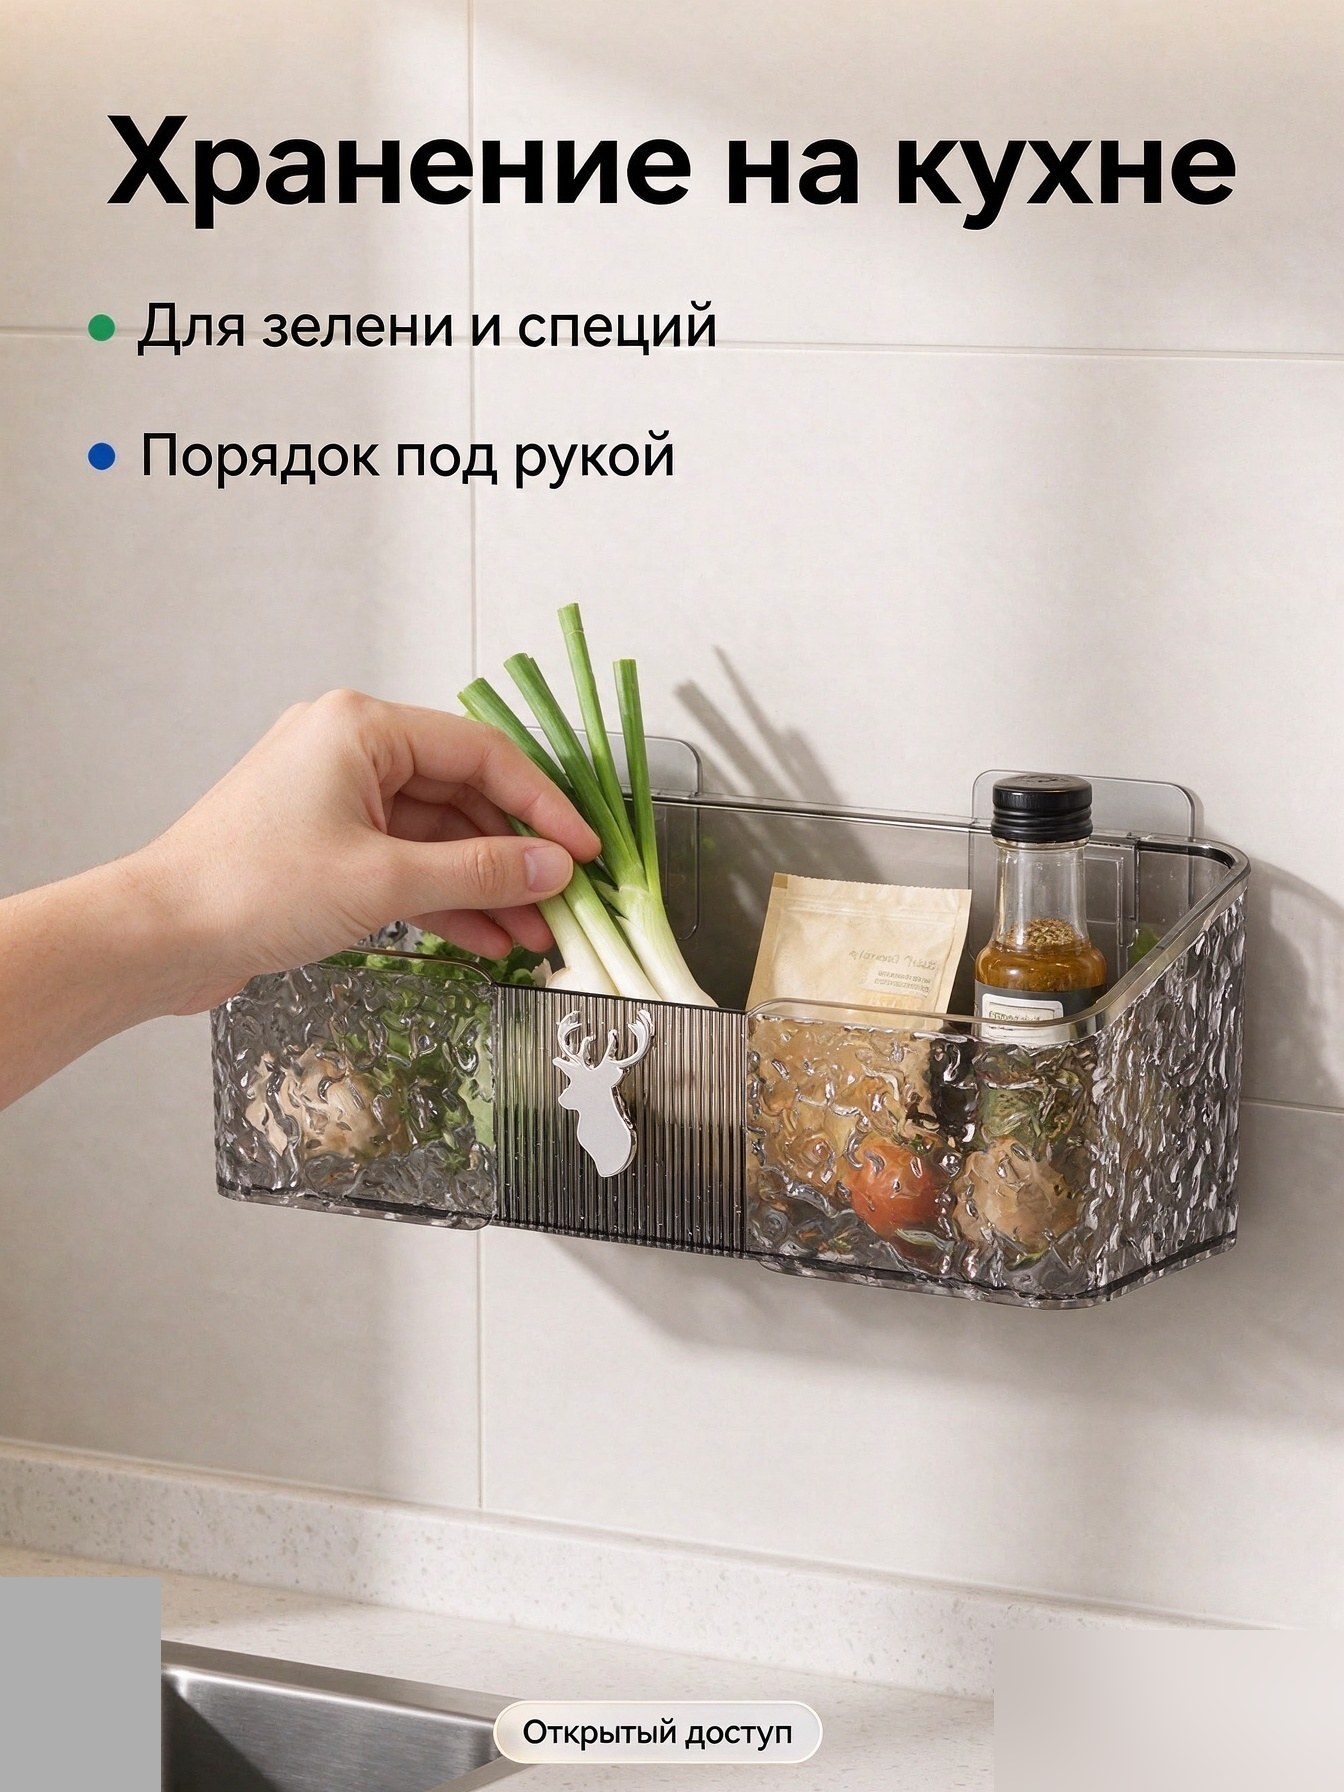 Хранение на кухне
Для зелени и специй
Порядок под рукой
Открытый доступ